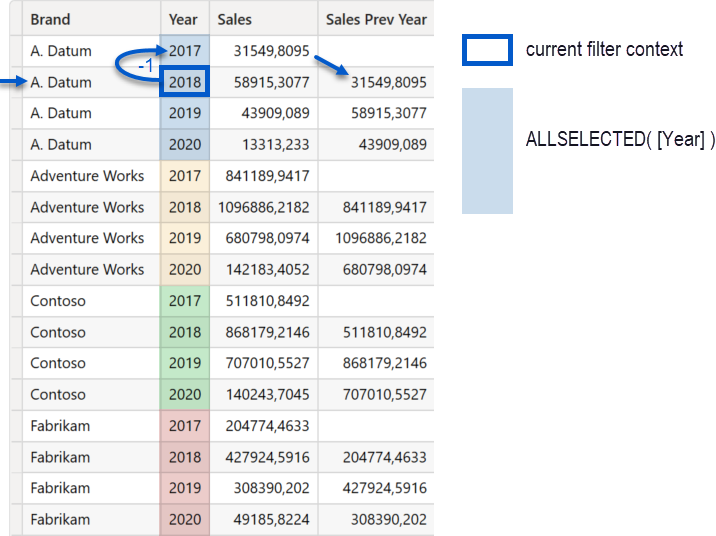 Brand Year Sales Sales Prev Year
A. Datum 2017 31549,8095
-1
A. Datum 2018 58915,3077 31549,8095
A. Datum 2019 43909,089 58915,3077
A. Datum 2020 13313,233 43909,089
Adventure Works 2017 841189,9417
Adventure Works 2018 1096886,2182 841189,9417
Adventure Works 2019 680798,0974 1096886,2182
Adventure Works 2020 142183,4052 680798,0974
Contoso 2017 511810,8492
Contoso 2018 868179,2146 511810,8492
Contoso 2019 707010,5527 868179,2146
Contoso 2020 140243,7045 707010,5527
Fabrikam 2017 204774,4633
Fabrikam 2018 427924,5916 204774,4633
Fabrikam 2019 308390,202 427924,5916
Fabrikam 2020 49185,8224 308390,202
current filter context
ALLSELECTED( [Year] )